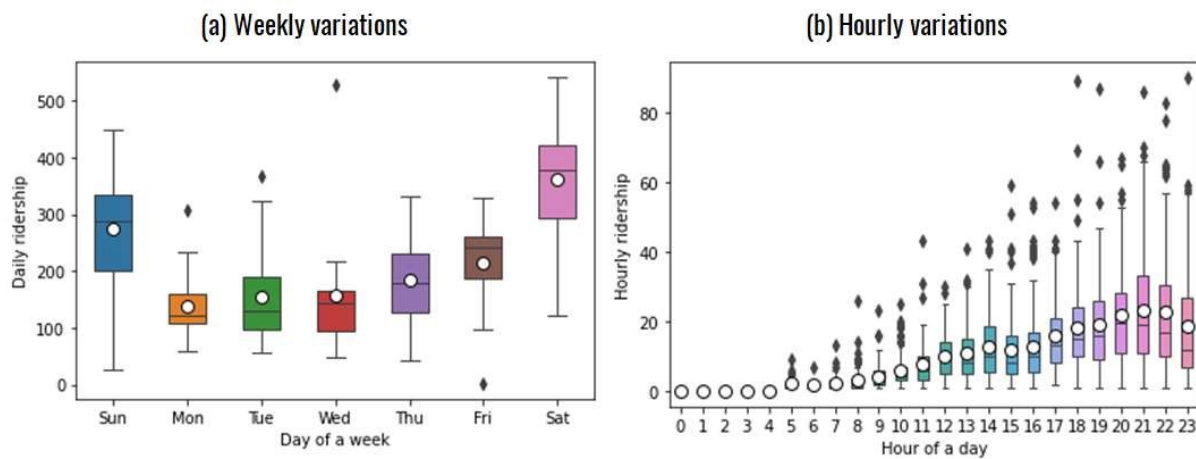 (a) Weekly variations
500
400
300
200
100
0
Daily ridership
Sun Mon Tue Wed Thu Fri Sat
Day of a week
(b) Hourly variations
80
60
40
20
0
Hourly ridership
0 1 2 3 4 5 6 7 8 9 10 11 12 13 14 15 16 17 18 19 20 21 22 23
Hour of a day